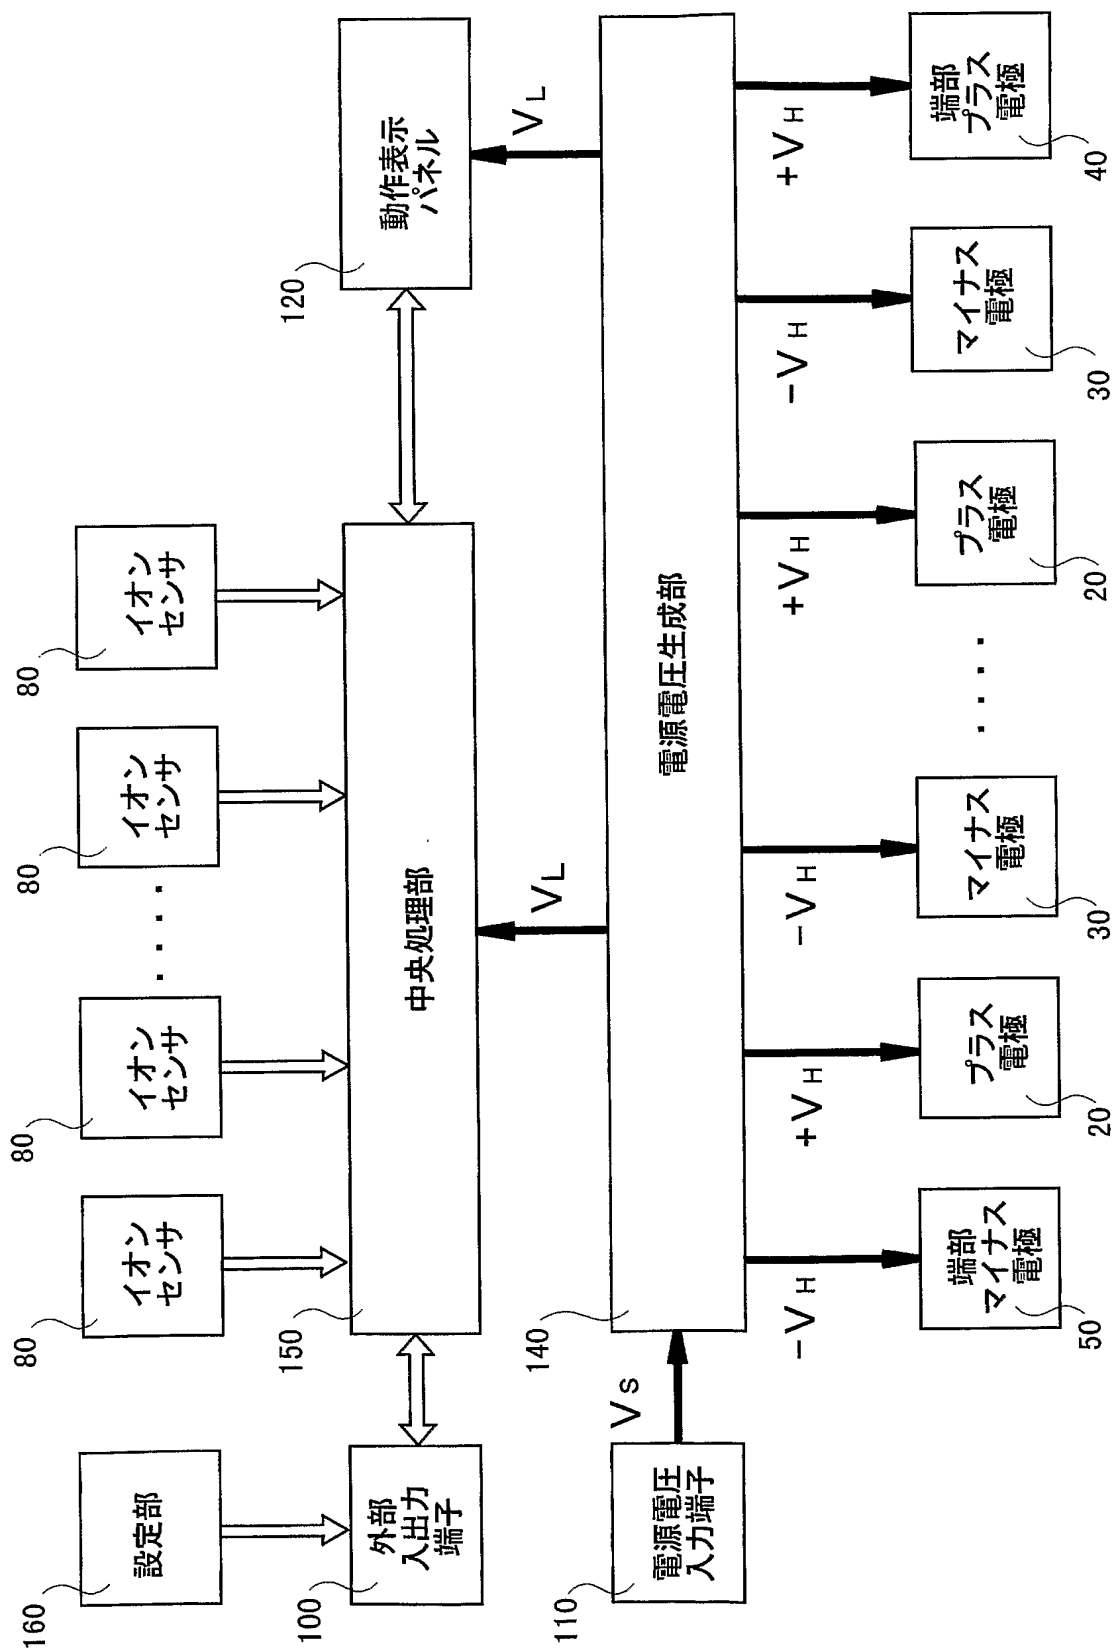 160
設定部
80
イオン
センサ
80
イオン
センサ
・・・・
80
イオン
センサ
80
イオン
センサ
100
外部
入出力
端子
150
中央処理部
120
動作表示
パネル
VL
VL
110
電源電圧
入力端子
VS
140
電源電圧生成部
−VH
+VH
−VH
+VH
−VH
+VH
50
端部
マイナス
電極
20
プラス
電極
30
マイナス
電極
・・・・
20
プラス
電極
30
マイナス
電極
40
端部
プラス
電極